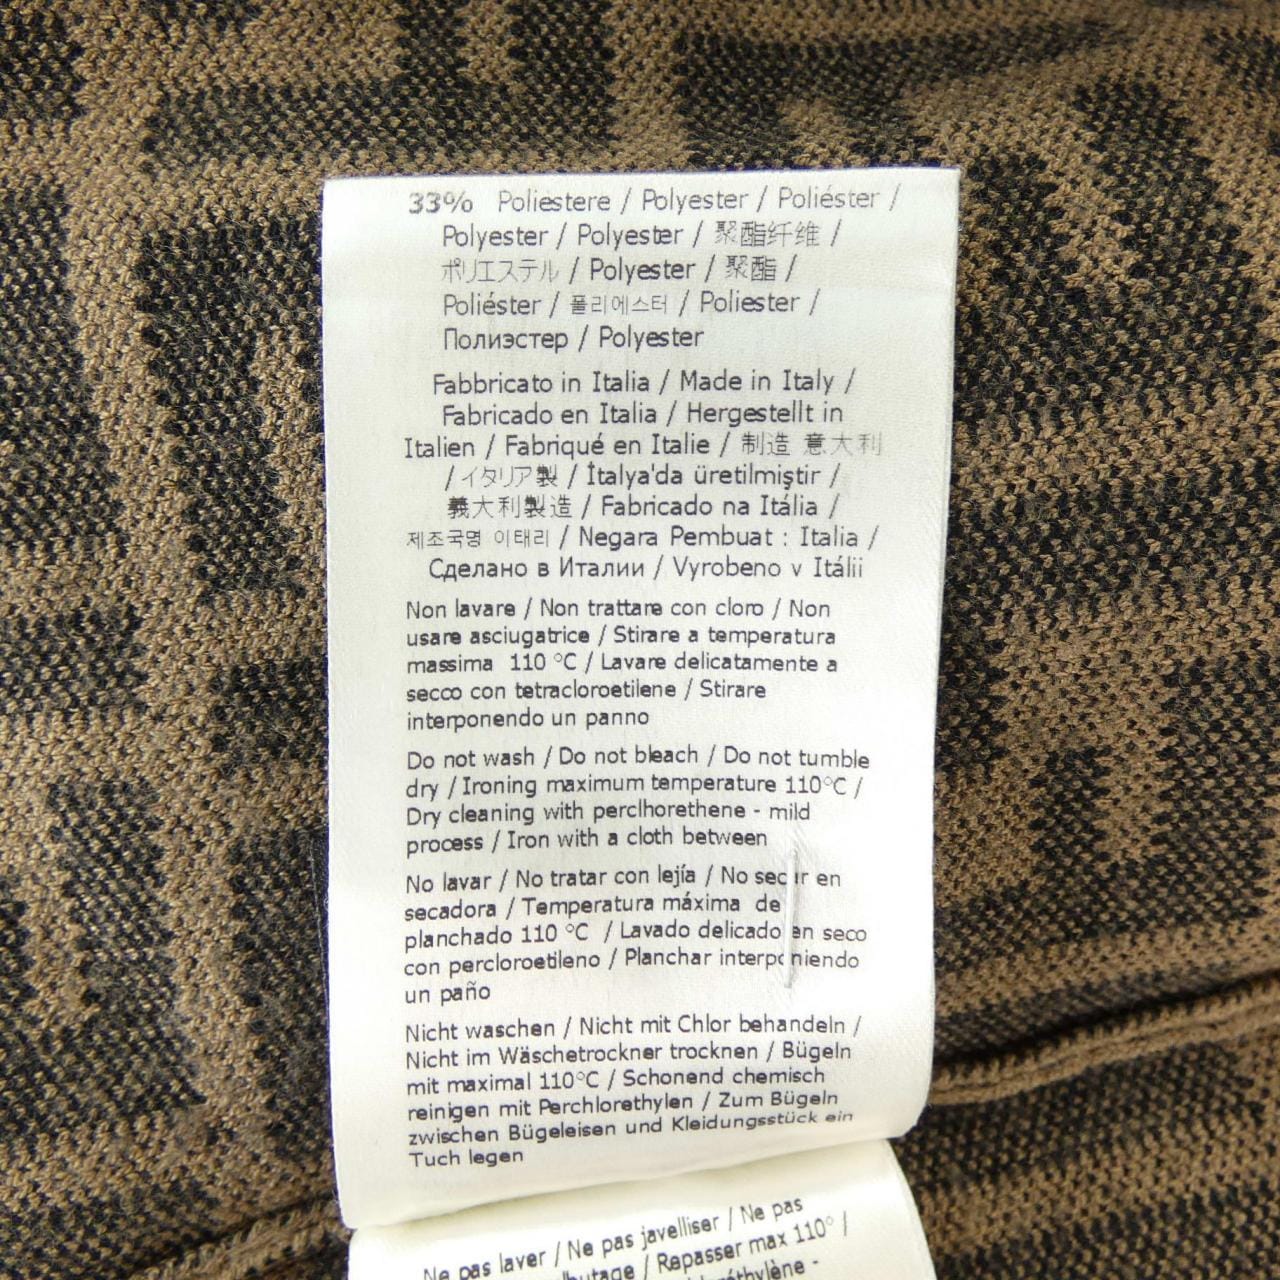 33% Poliestere / Polyester / Poliéster /
Polyester / Polyester / 聚酯纤维 /
ポリエステル / Polyester / 聚酯 /
Poliéster / 폴리에스터 / Poliester /
Полиэстер / Polyester
Fabbricato in Italia / Made in Italy /
Fabricado en Italia / Hergestellt in
Italien / Fabriqué en Italie / 制造 意大利
/ イタリア製 / İtalya'da üretilmiştir /
義大利製造 / Fabricado na Itália /
제조국명 이태리 / Negara Pembuat : Italia /
Сделано в Италии / Vyrobeno v Itálii
Non lavare / Non trattare con cloro / Non
usare asciugatrice / Stirare a temperatura
massima 110 °C / Lavare delicatamente a
secco con tetracloroetilene / Stirare
interponendo un panno
Do not wash / Do not bleach / Do not tumble
dry / Ironing maximum temperature 110°C /
Dry cleaning with perclhorethene - mild
process / Iron with a cloth between
No lavar / No tratar con lejía / No secar en
secadora / Temperatura máxima de
planchado 110 °C / Lavado delicado en seco
con percloroetileno / Planchar interponiendo
un paño
Nicht waschen / Nicht mit Chlor behandeln /
Nicht im Wäschetrockner trocknen / Bügeln
mit maximal 110°C / Schonend chemisch
reinigen mit Perchlorethylen / Zum Bügeln
zwischen Bügeleisen und Kleidungsstück ein
Tuch legen
Ne pas laver / Ne pas javelliser / Ne pas
/ Repasser max 110° /